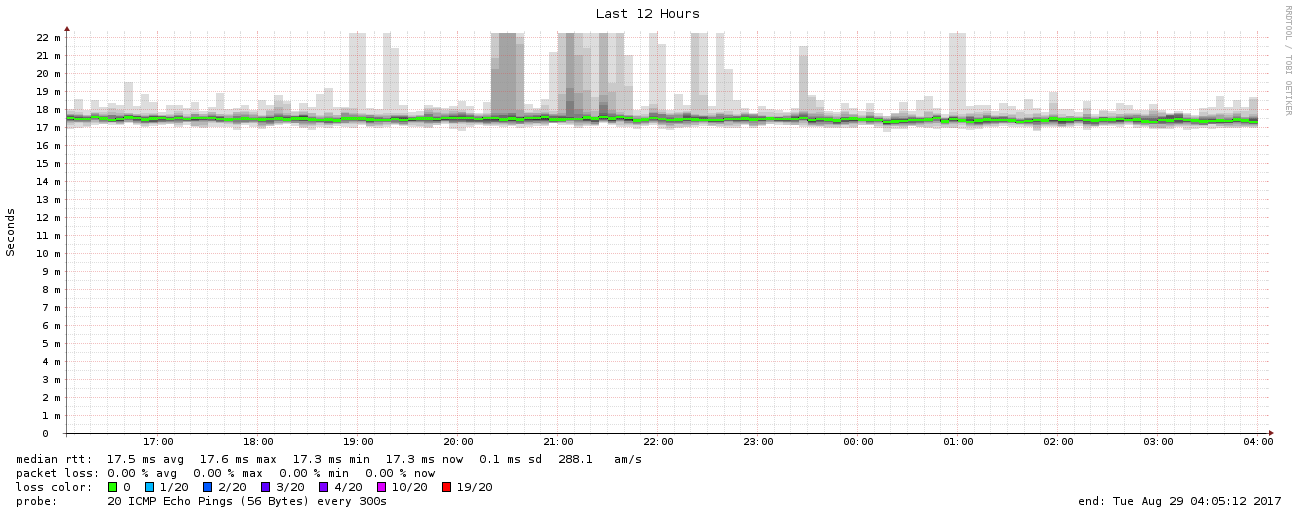 Last 12 Hours
RRDTOOL / TOBI OETIKER
22 m
21 m
20 m
19 m
18 m
17 m
16 m
15 m
14 m
13 m
12 m
11 m
10 m
9 m
8 m
7 m
6 m
5 m
4 m
3 m
2 m
1 m
0
Seconds
17:00 18:00 19:00 20:00 21:00 22:00 23:00 00:00 01:00 02:00 03:00 04:00
median rtt: 17.5 ms avg 17.6 ms max 17.3 ms min 17.3 ms now 0.1 ms sd 288.1 am/s
packet loss: 0.00 % avg 0.00 % max 0.00 % min 0.00 % now
loss color: 0 1/20 2/20 3/20 4/20 10/20 19/20
probe: 20 ICMP Echo Pings (56 Bytes) every 300s end: Tue Aug 29 04:05:12 2017